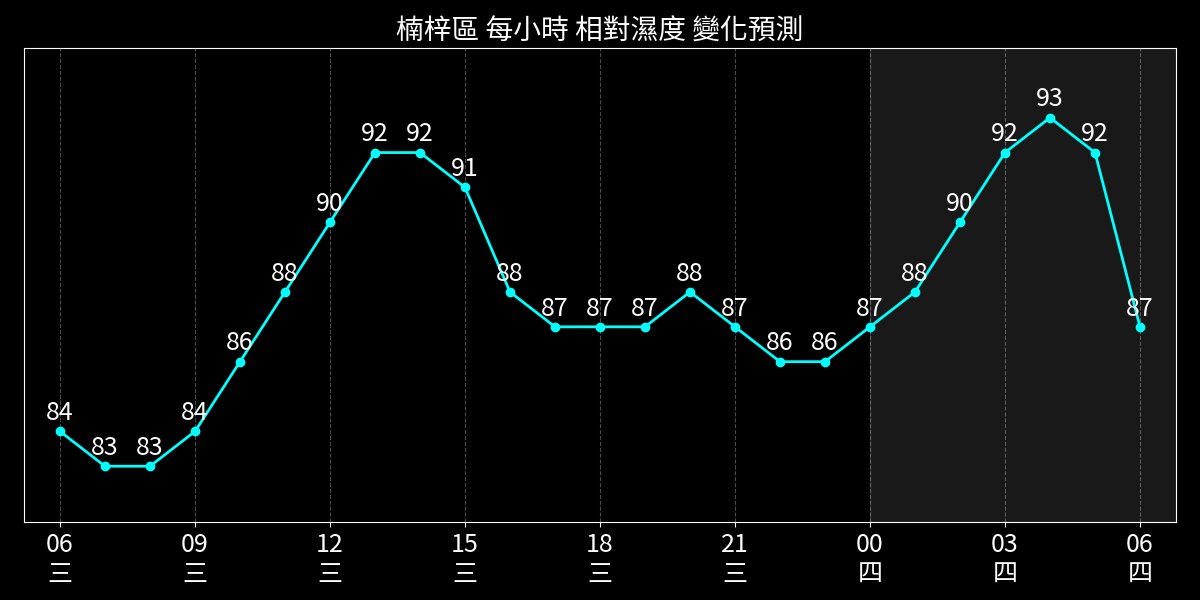 楠梓區 每小時 相對濕度 變化預測
84 83 83 84 86 88 90 92 92 91 88 87 87 87 88 87 86 86 87 88 90 92 93 92 87
06 09 12 15 18 21 00 03 06
三 三 三 三 三 三 四 四 四